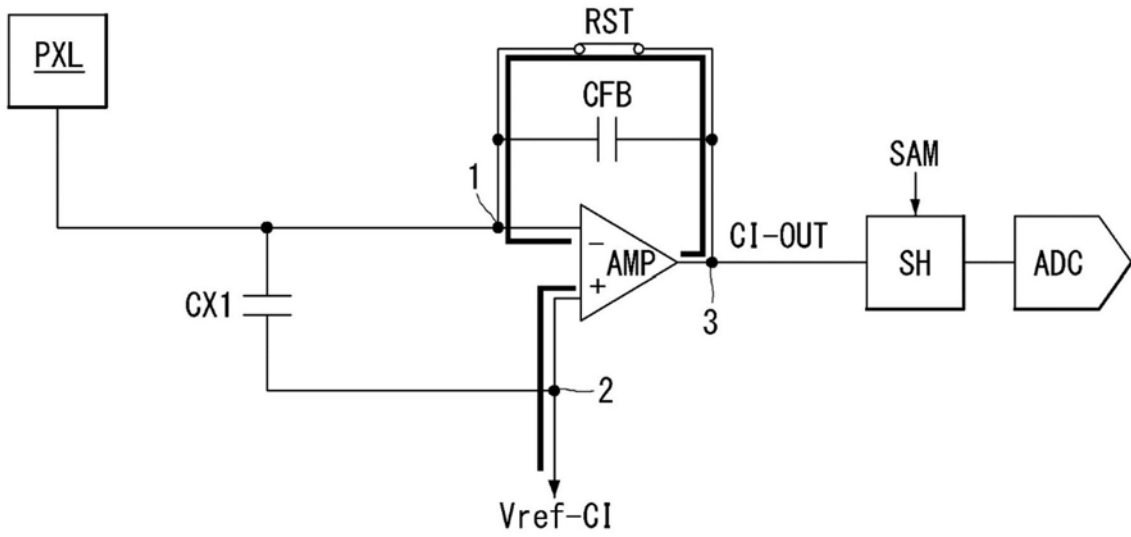 RST
PXL
CFB
1
SAM
CI-OUT
−
AMP
+
SH
ADC
CX1
3
2
Vref-CI